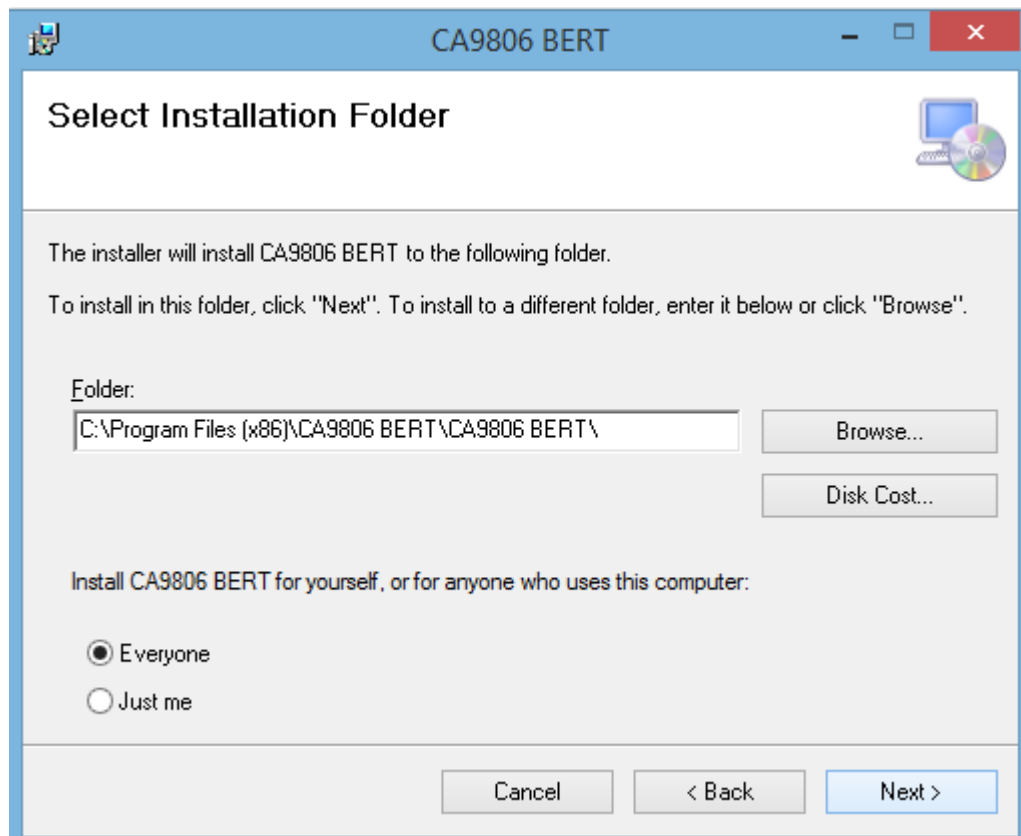 CA9806 BERT
Select Installation Folder
The installer will install CA9806 BERT to the following folder.
To install in this folder, click "Next". To install to a different folder, enter it below or click "Browse".
Folder:
C:\Program Files (x86)\CA9806 BERT\CA9806 BERT\
Browse...
Disk Cost...
Install CA9806 BERT for yourself, or for anyone who uses this computer:
Everyone
Just me
Cancel
< Back
Next >